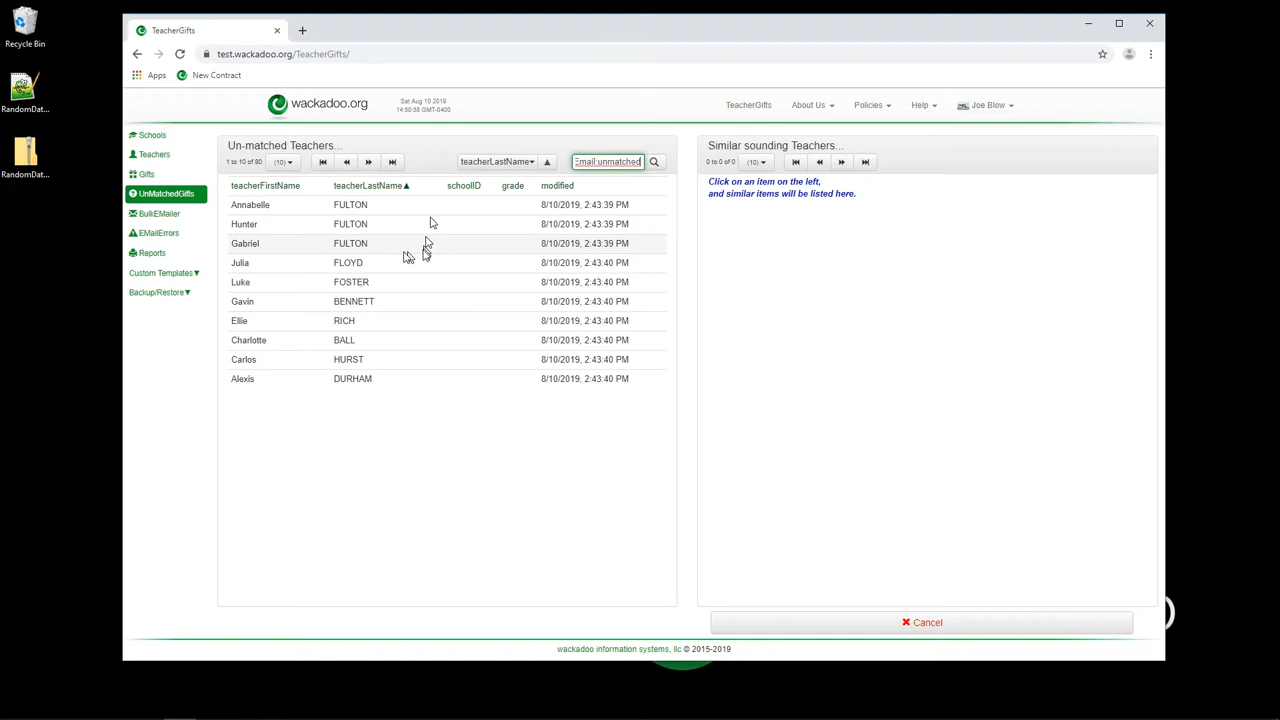 Recycle Bin
RandomDat...
RandomDat...
TeacherGifts
test.wackadoo.org/TeacherGifts/
Apps
New Contract
wackadoo.org
Sat Aug 10 2019
14:50:58 GMT-0400
TeacherGifts
About Us
Policies
Help
Joe Blow
Schools
Teachers
Gifts
UnMatchedGifts
BulkEMailer
EMailErrors
Reports
Custom Templates▼
Backup/Restore▼
Un-matched Teachers...
1 to 10 of 80
(10)
teacherLastName
Email:unmatched
teacherFirstName teacherLastName▲ schoolID grade modified
Annabelle FULTON 8/10/2019, 2:43:39 PM
Hunter FULTON 8/10/2019, 2:43:39 PM
Gabriel FULTON 8/10/2019, 2:43:39 PM
Julia FLOYD 8/10/2019, 2:43:40 PM
Luke FOSTER 8/10/2019, 2:43:40 PM
Gavin BENNETT 8/10/2019, 2:43:40 PM
Ellie RICH 8/10/2019, 2:43:40 PM
Charlotte BALL 8/10/2019, 2:43:40 PM
Carlos HURST 8/10/2019, 2:43:40 PM
Alexis DURHAM 8/10/2019, 2:43:40 PM
Similar sounding Teachers...
0 to 0 of 0
(10)
Click on an item on the left,
and similar items will be listed here.
Cancel
wackadoo information systems, llc © 2015-2019